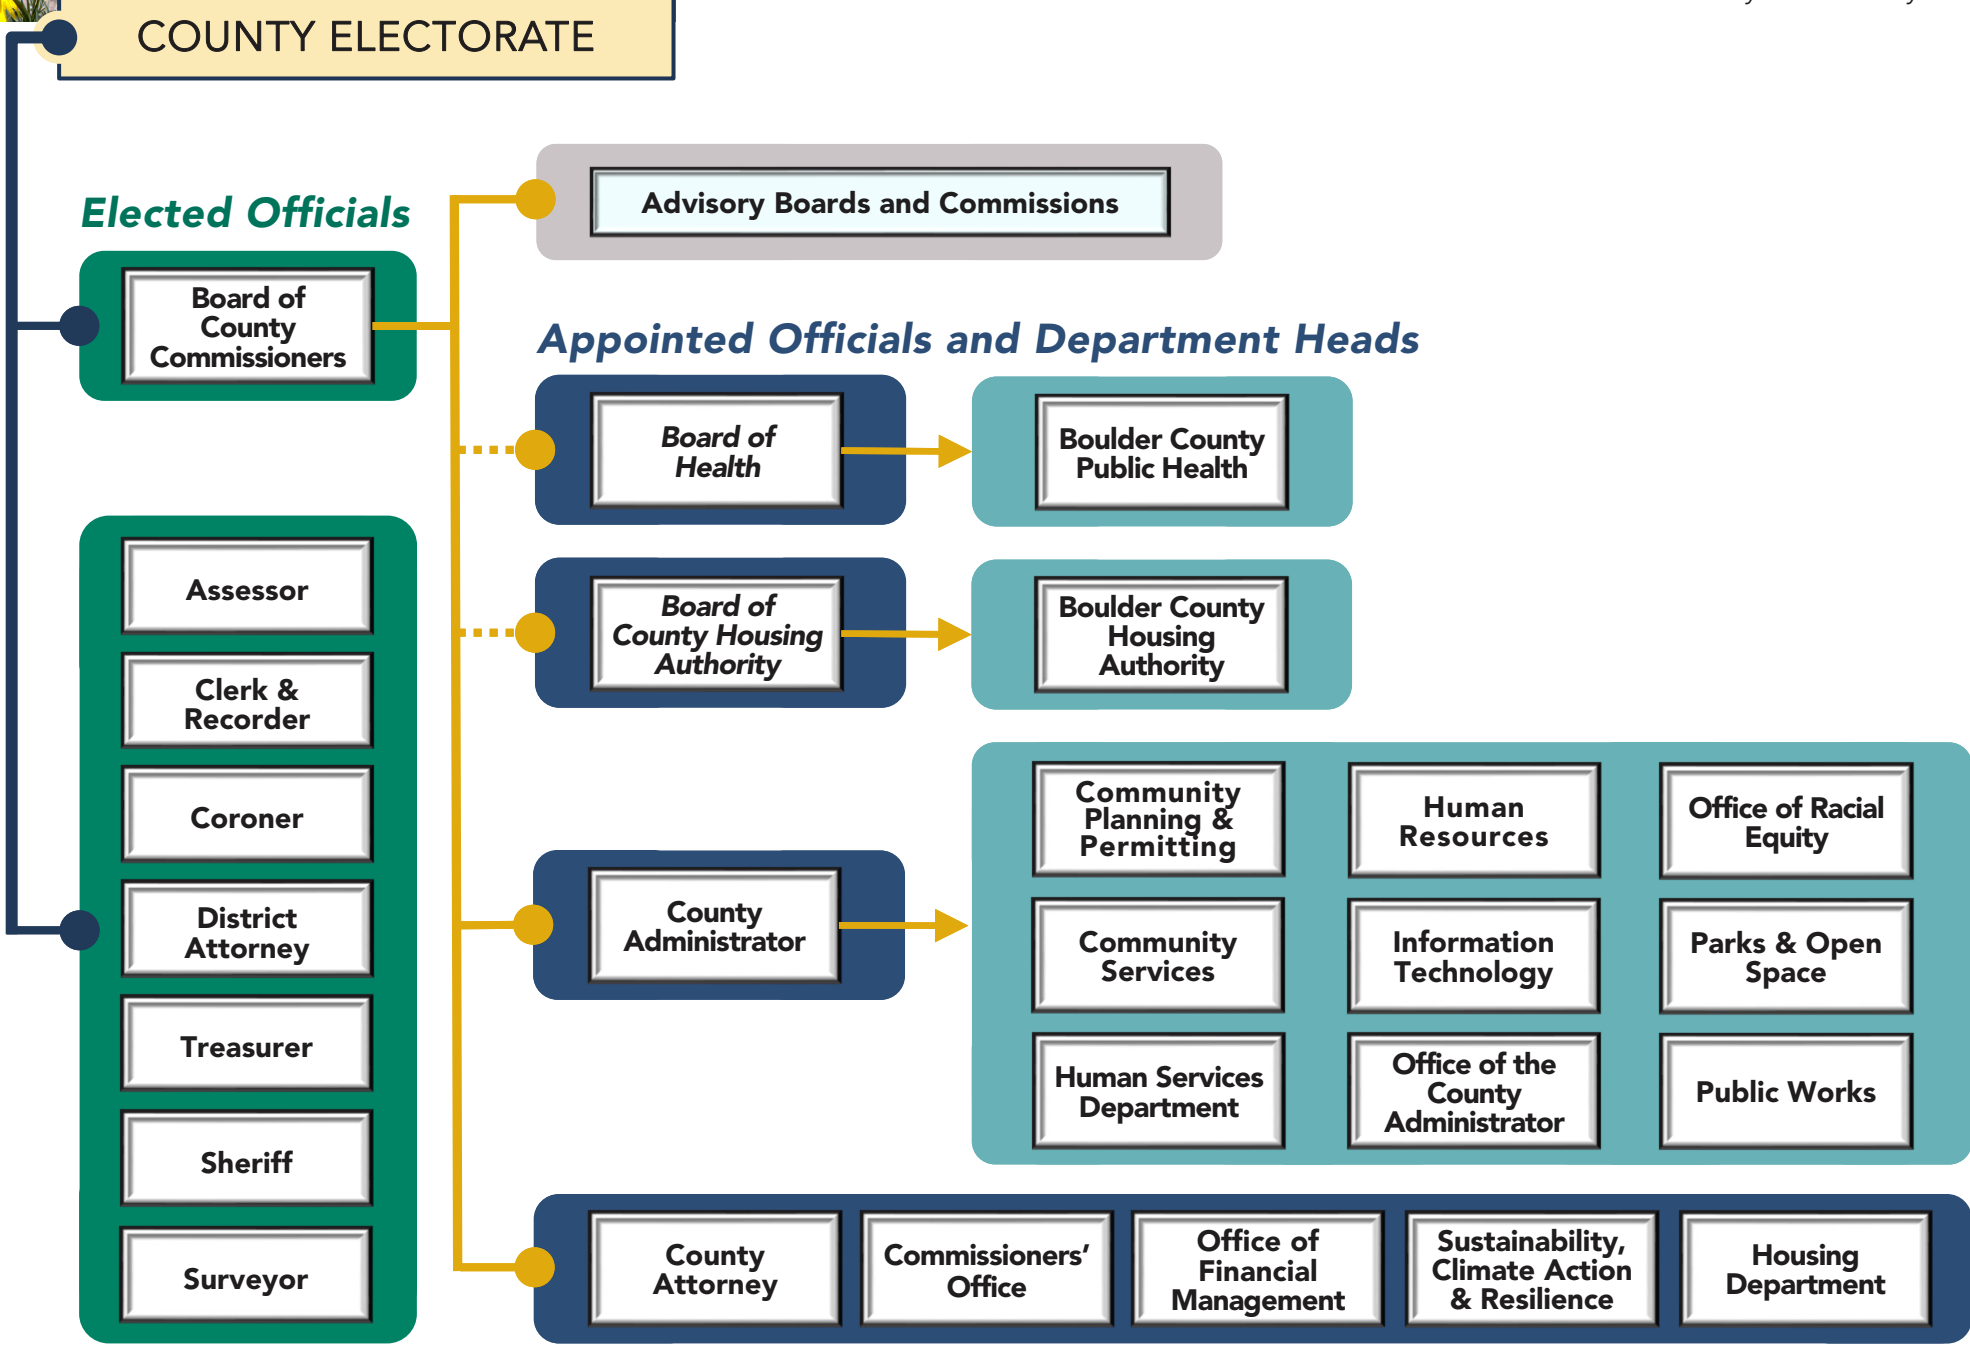 COUNTY ELECTORATE
Elected Officials
Board of
County
Commissioners
Assessor
Clerk &
Recorder
Coroner
District
Attorney
Treasurer
Sheriff
Surveyor
Advisory Boards and Commissions
Appointed Officials and Department Heads
Board of
Health
Boulder County
Public Health
Board of
County Housing
Authority
Boulder County
Housing
Authority
County
Administrator
Community
Planning &
Permitting
Human
Resources
Office of Racial
Equity
Community
Services
Information
Technology
Parks & Open
Space
Human Services
Department
Office of the
County
Administrator
Public Works
County
Attorney
Commissioners’
Office
Office of
Financial
Management
Sustainability,
Climate Action
& Resilience
Housing
Department